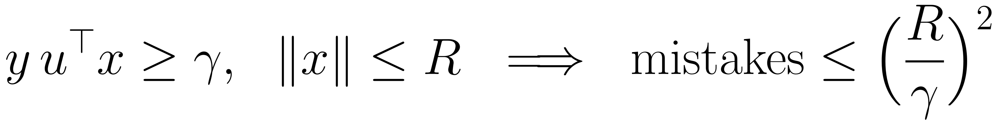 y u⊤x ≥ γ, ‖x‖ ≤ R ⟹ mistakes ≤ (R/γ)²